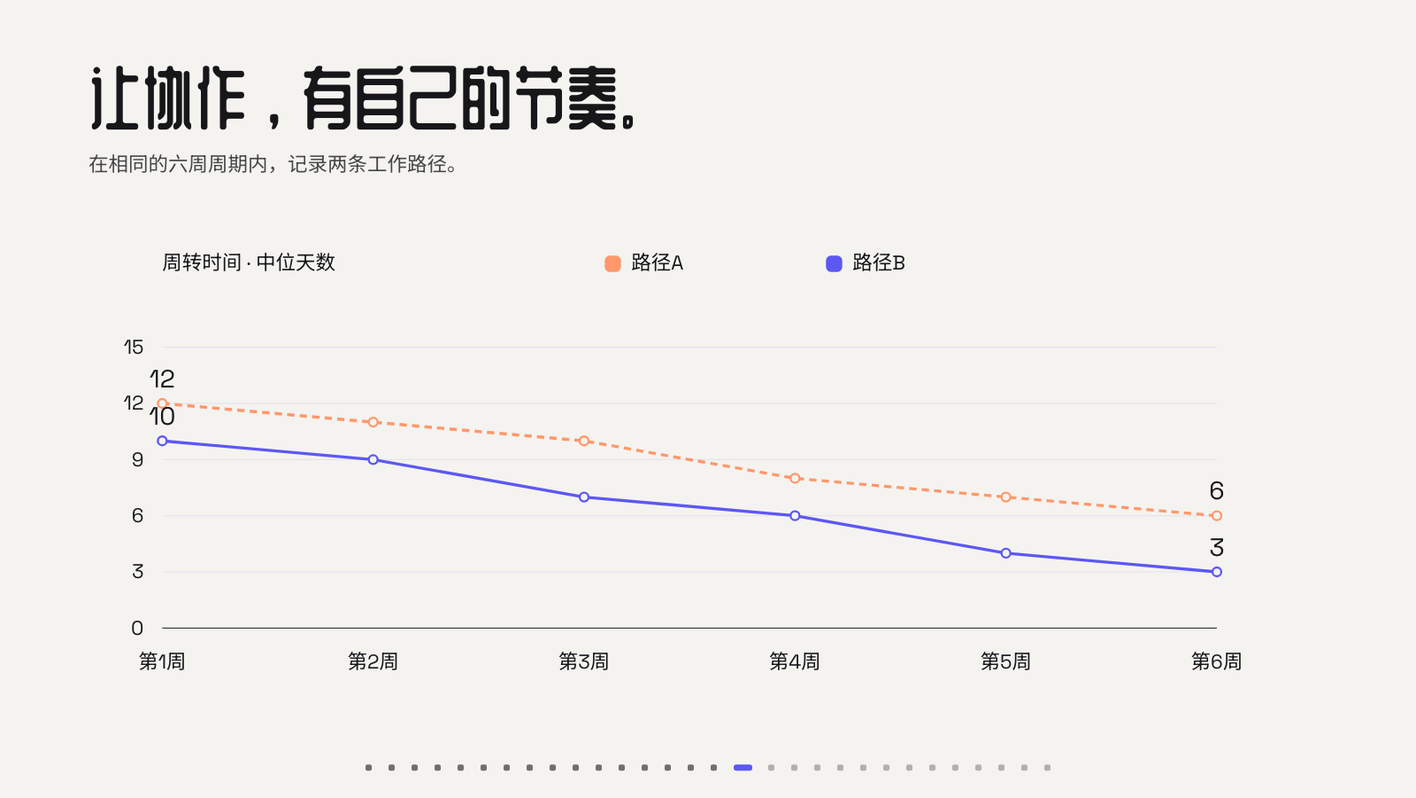 让协作，有自己的节奏。
在相同的六周周期内，记录两条工作路径。
周转时间 · 中位天数
路径A
路径B
15
12
12
10
9
6
6
3
3
0
第1周
第2周
第3周
第4周
第5周
第6周